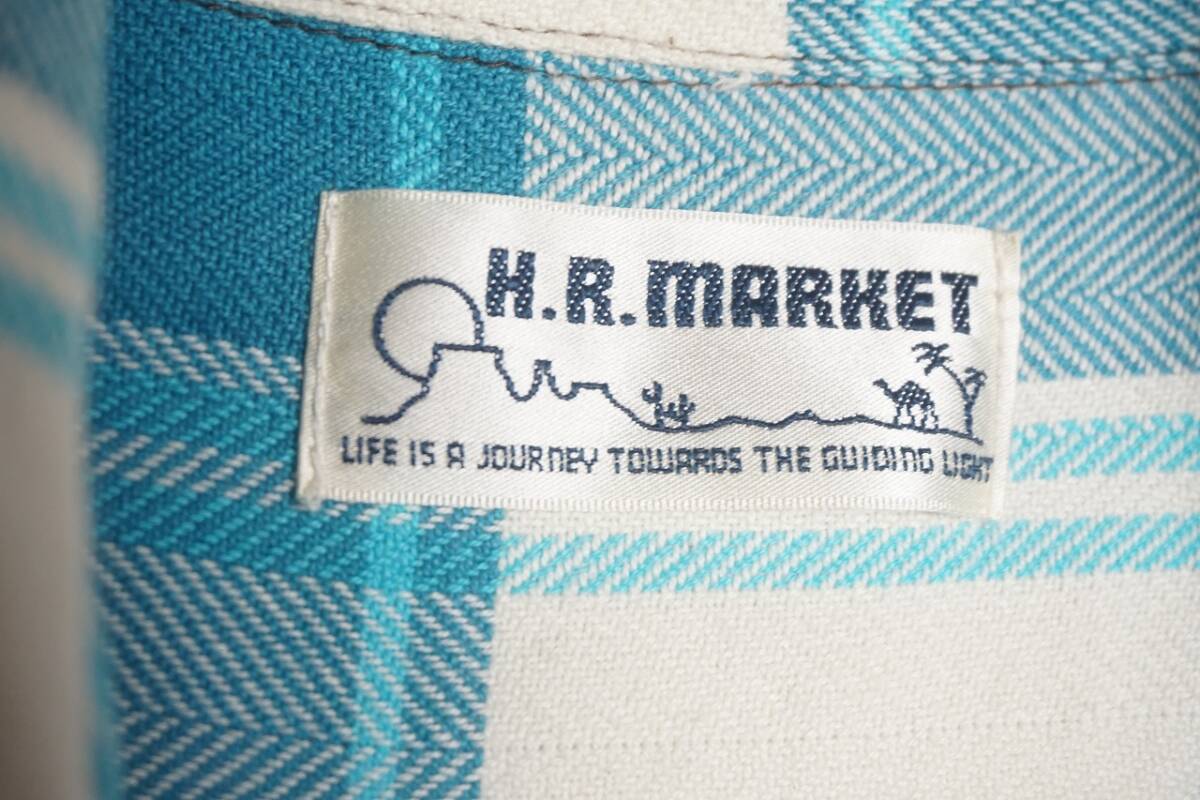 H.R.MARKET
LIFE IS A JOURNEY TOWARDS THE GUIDING LIGHT